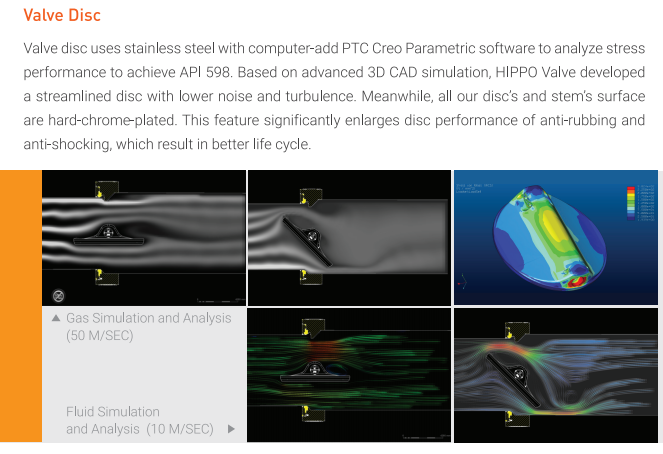 Valve Disc
Valve disc uses stainless steel with computer-add PTC Creo Parametric software to analyze stress
performance to achieve API 598. Based on advanced 3D CAD simulation, HIPPO Valve developed
a streamlined disc with lower noise and turbulence. Meanwhile, all our disc's and stem's surface
are hard-chrome-plated. This feature significantly enlarges disc performance of anti-rubbing and
anti-shocking, which result in better life cycle.
▲ Gas Simulation and Analysis
(50 M/SEC)
Fluid Simulation
and Analysis (10 M/SEC) ▶